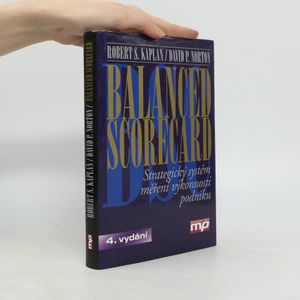 ROBERT S. KAPLAN / DAVID P. NORTON
BALANCED
SCORECARD
Strategický systém
měření výkonnosti
podniku
4. vydání
mp
ROBERT S. KAPLAN / DAVID P. NORTON
BALANCED SCORECARD
mp